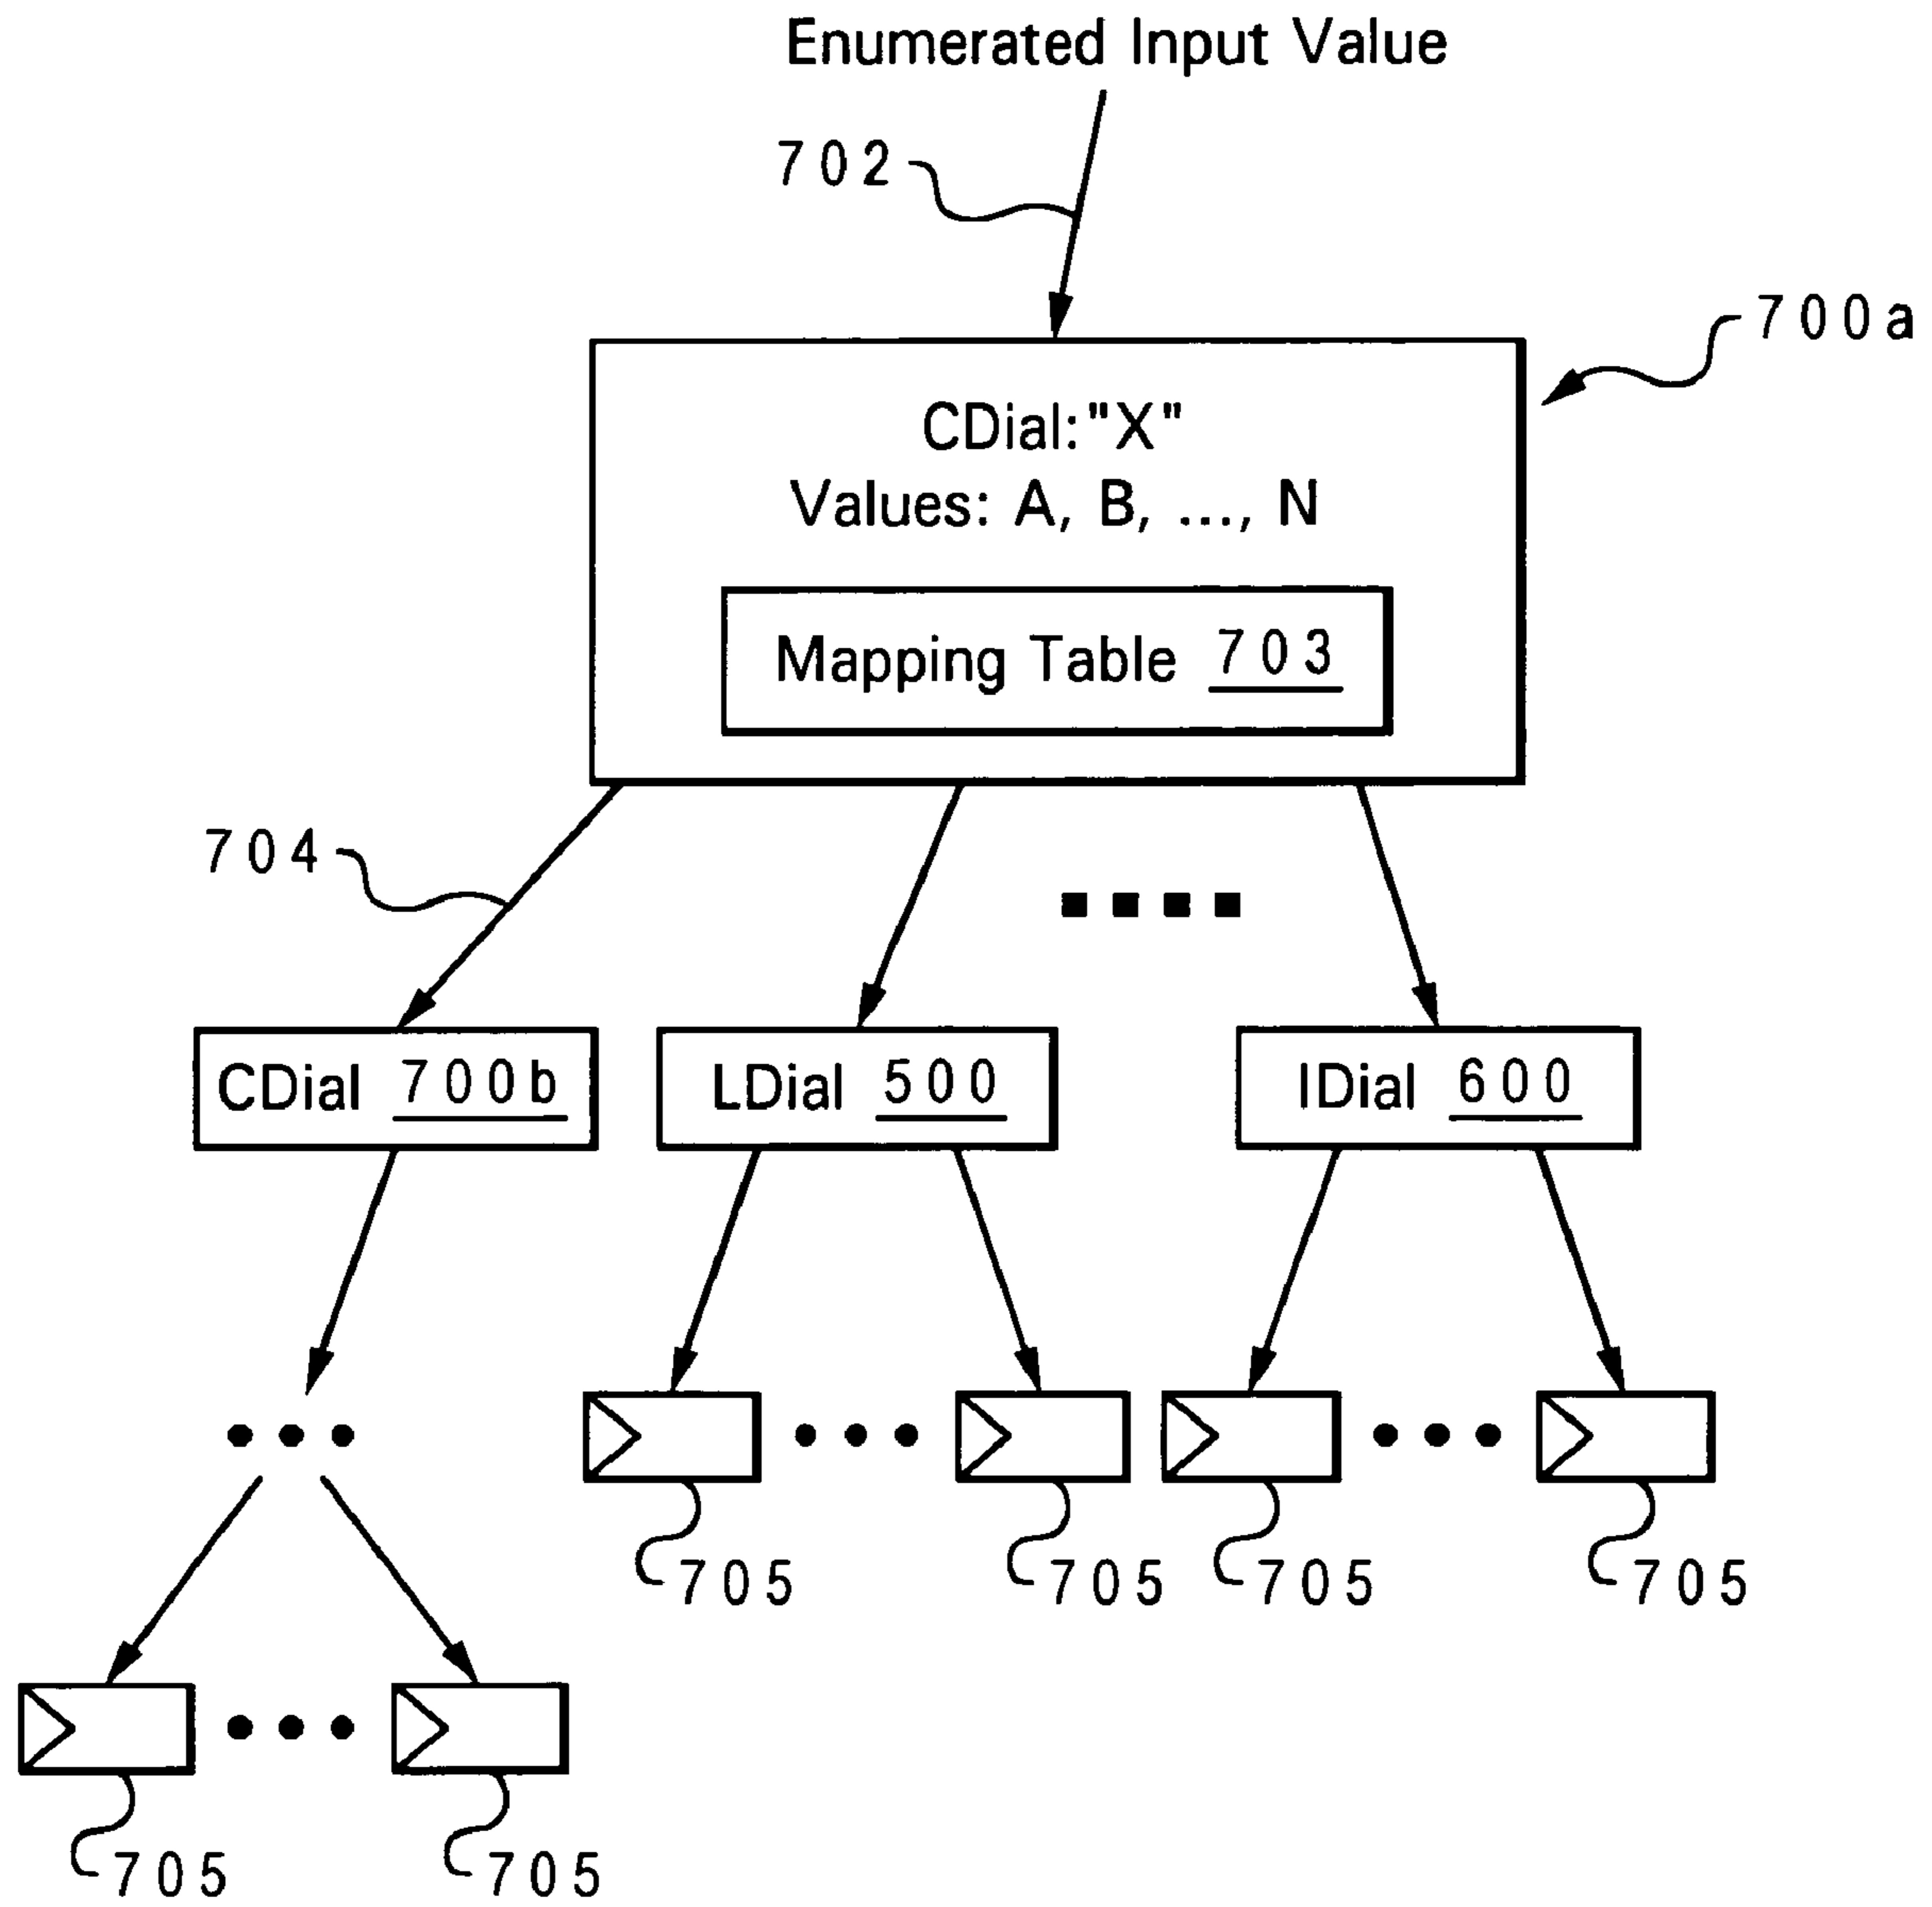 Enumerated Input Value
702
700a
CDial:"X"
Values: A, B, ..., N
Mapping Table 703
704
CDial 700b
LDial 500
IDial 600
705 705 705 705
705 705